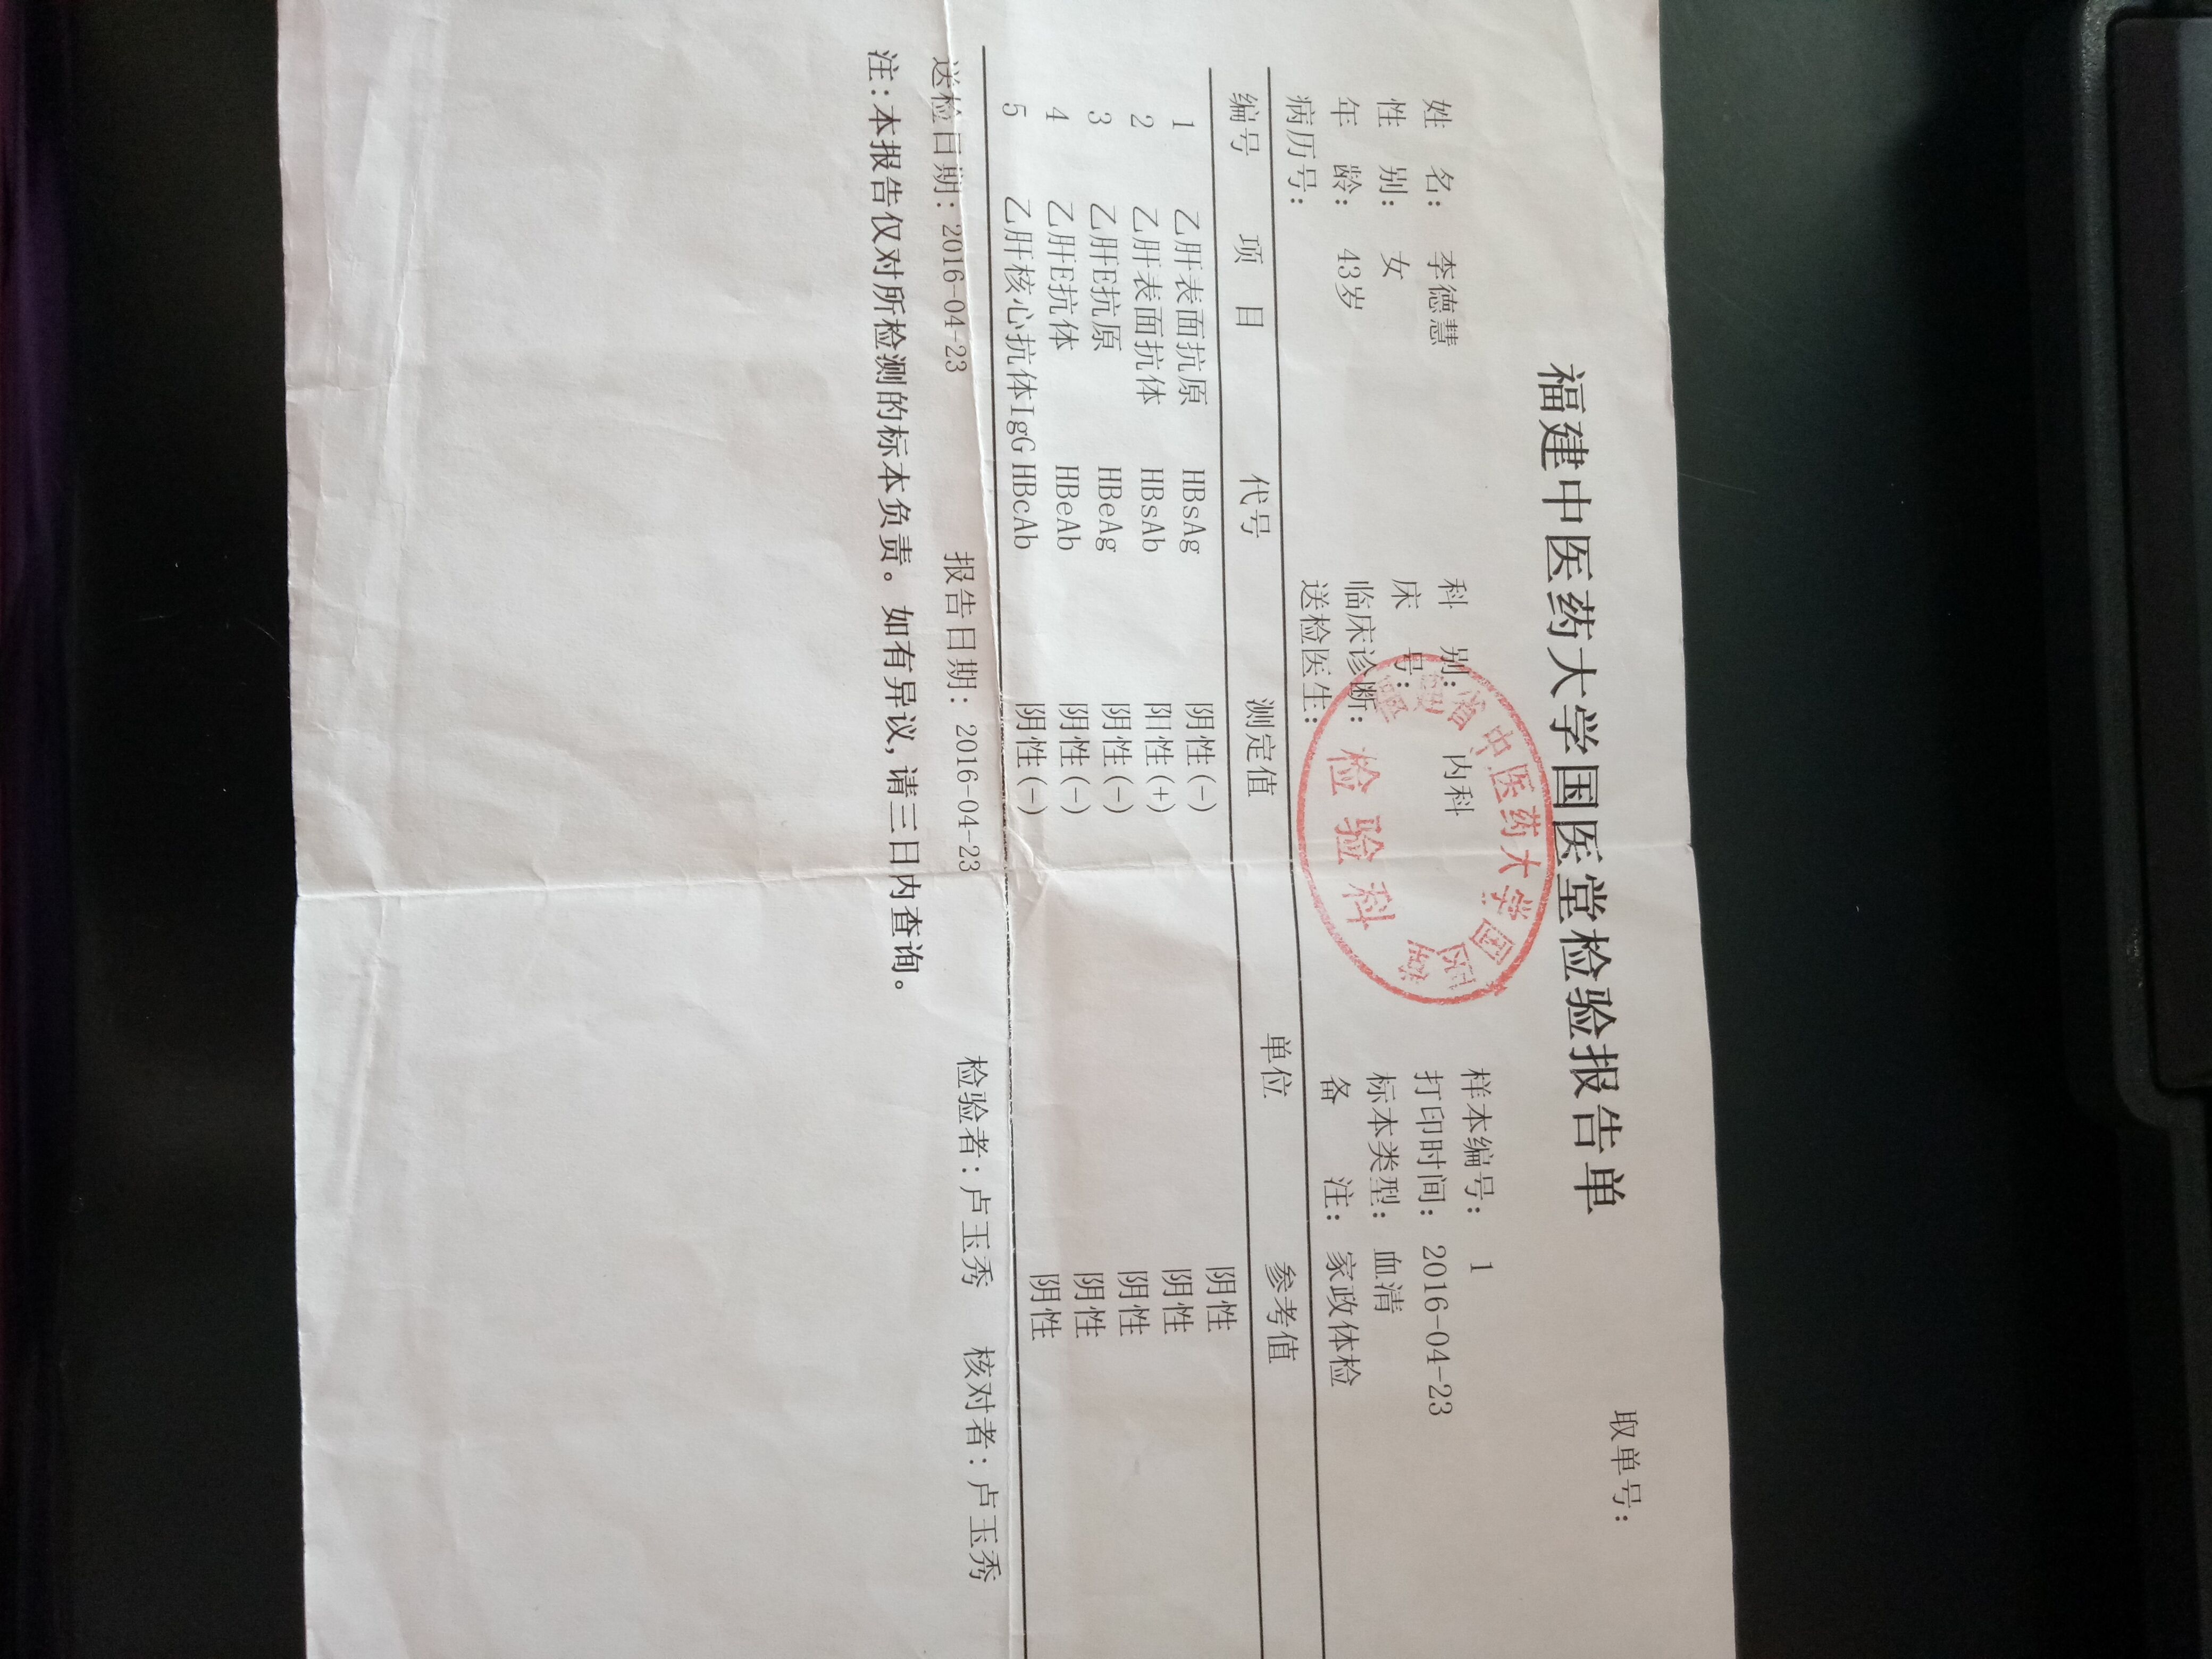 取单号：
福建中医药大学国医堂检验报告单
姓 名： 李德慧 科 别： 内科 样本编号： 1
性 别： 女 床 号： 打印时间： 2016-04-23
年 龄： 43岁 临床诊断： 标本类型： 血清
病历号： 送检医生： 备 注： 家政体检
福建省中医药大学国医堂
检验科
编号 项 目 代号 测定值 单位 参考值
1 乙肝表面抗原 HBsAg 阴性(-) 阴性
2 乙肝表面抗体 HBsAb 阳性(+) 阴性
3 乙肝E抗原 HBeAg 阴性(-) 阴性
4 乙肝E抗体 HBeAb 阴性(-) 阴性
5 乙肝核心抗体IgG HBcAb 阴性(-) 阴性
送检日期：2016-04-23 报告日期：2016-04-23 检验者：卢玉秀 核对者：卢玉秀
注：本报告仅对所检测的标本负责。如有异议，请三日内查询。